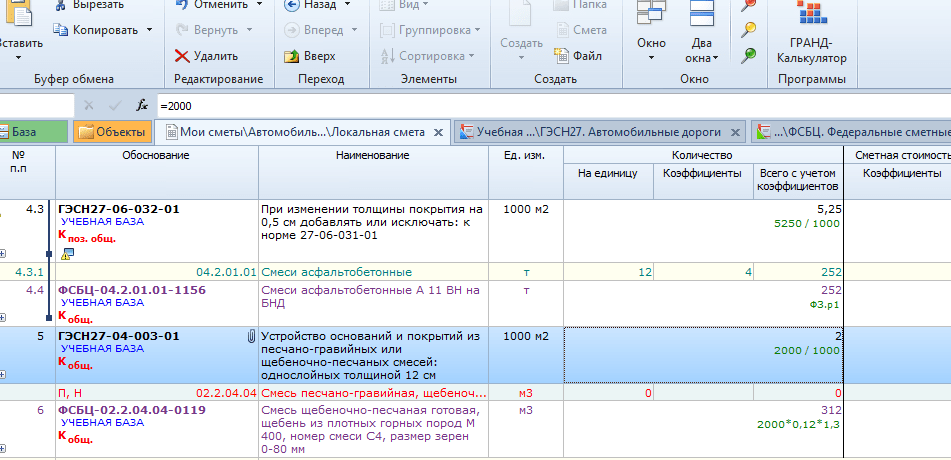 Вырезать
Отменить
Назад
Вид
Папка
Вставить
Копировать
Вернуть
Вперед
Группировка
Создать
Смета
Окно
Два окна
ГРАНД-Калькулятор
Удалить
Вверх
Сортировка
Файл
Буфер обмена
Редактирование
Переход
Элементы
Создать
Окно
Программы
fx =2000
База
Объекты
Мои сметы\Автомобиль...\Локальная смета
Учебная ...\ГЭСН27. Автомобильные дороги
...\ФСБЦ. Федеральные сметные
№ п.п
Обоснование
Наименование
Ед. изм.
Количество
Сметная стоимость
На единицу
Коэффициенты
Всего с учетом коэффициентов
Коэффициенты
4.3
ГЭСН27-06-032-01
При изменении толщины покрытия на
1000 м2
5,25
УЧЕБНАЯ БАЗА
0,5 см добавлять или исключать: к
5250 / 1000
К поз. общ.
норме 27-06-031-01
4.3.1
04.2.01.01
Смеси асфальтобетонные
т
12
4
252
4.4
ФСБЦ-04.2.01.01-1156
Смеси асфальтобетонные А 11 ВН на
т
252
УЧЕБНАЯ БАЗА
БНД
Ф3.р1
К общ.
5
ГЭСН27-04-003-01
Устройство оснований и покрытий из
1000 м2
2
УЧЕБНАЯ БАЗА
песчано-гравийных или
2000 / 1000
К общ.
щебеночно-песчаных смесей:
однослойных толщиной 12 см
П, Н
02.2.04.04
Смесь песчано-гравийная, щебеноч...
м3
0
0
6
ФСБЦ-02.2.04.04-0119
Смесь щебеночно-песчаная готовая,
м3
312
УЧЕБНАЯ БАЗА
щебень из плотных горных пород М
2000*0,12*1,3
К общ.
400, номер смеси С4, размер зерен
0-80 мм